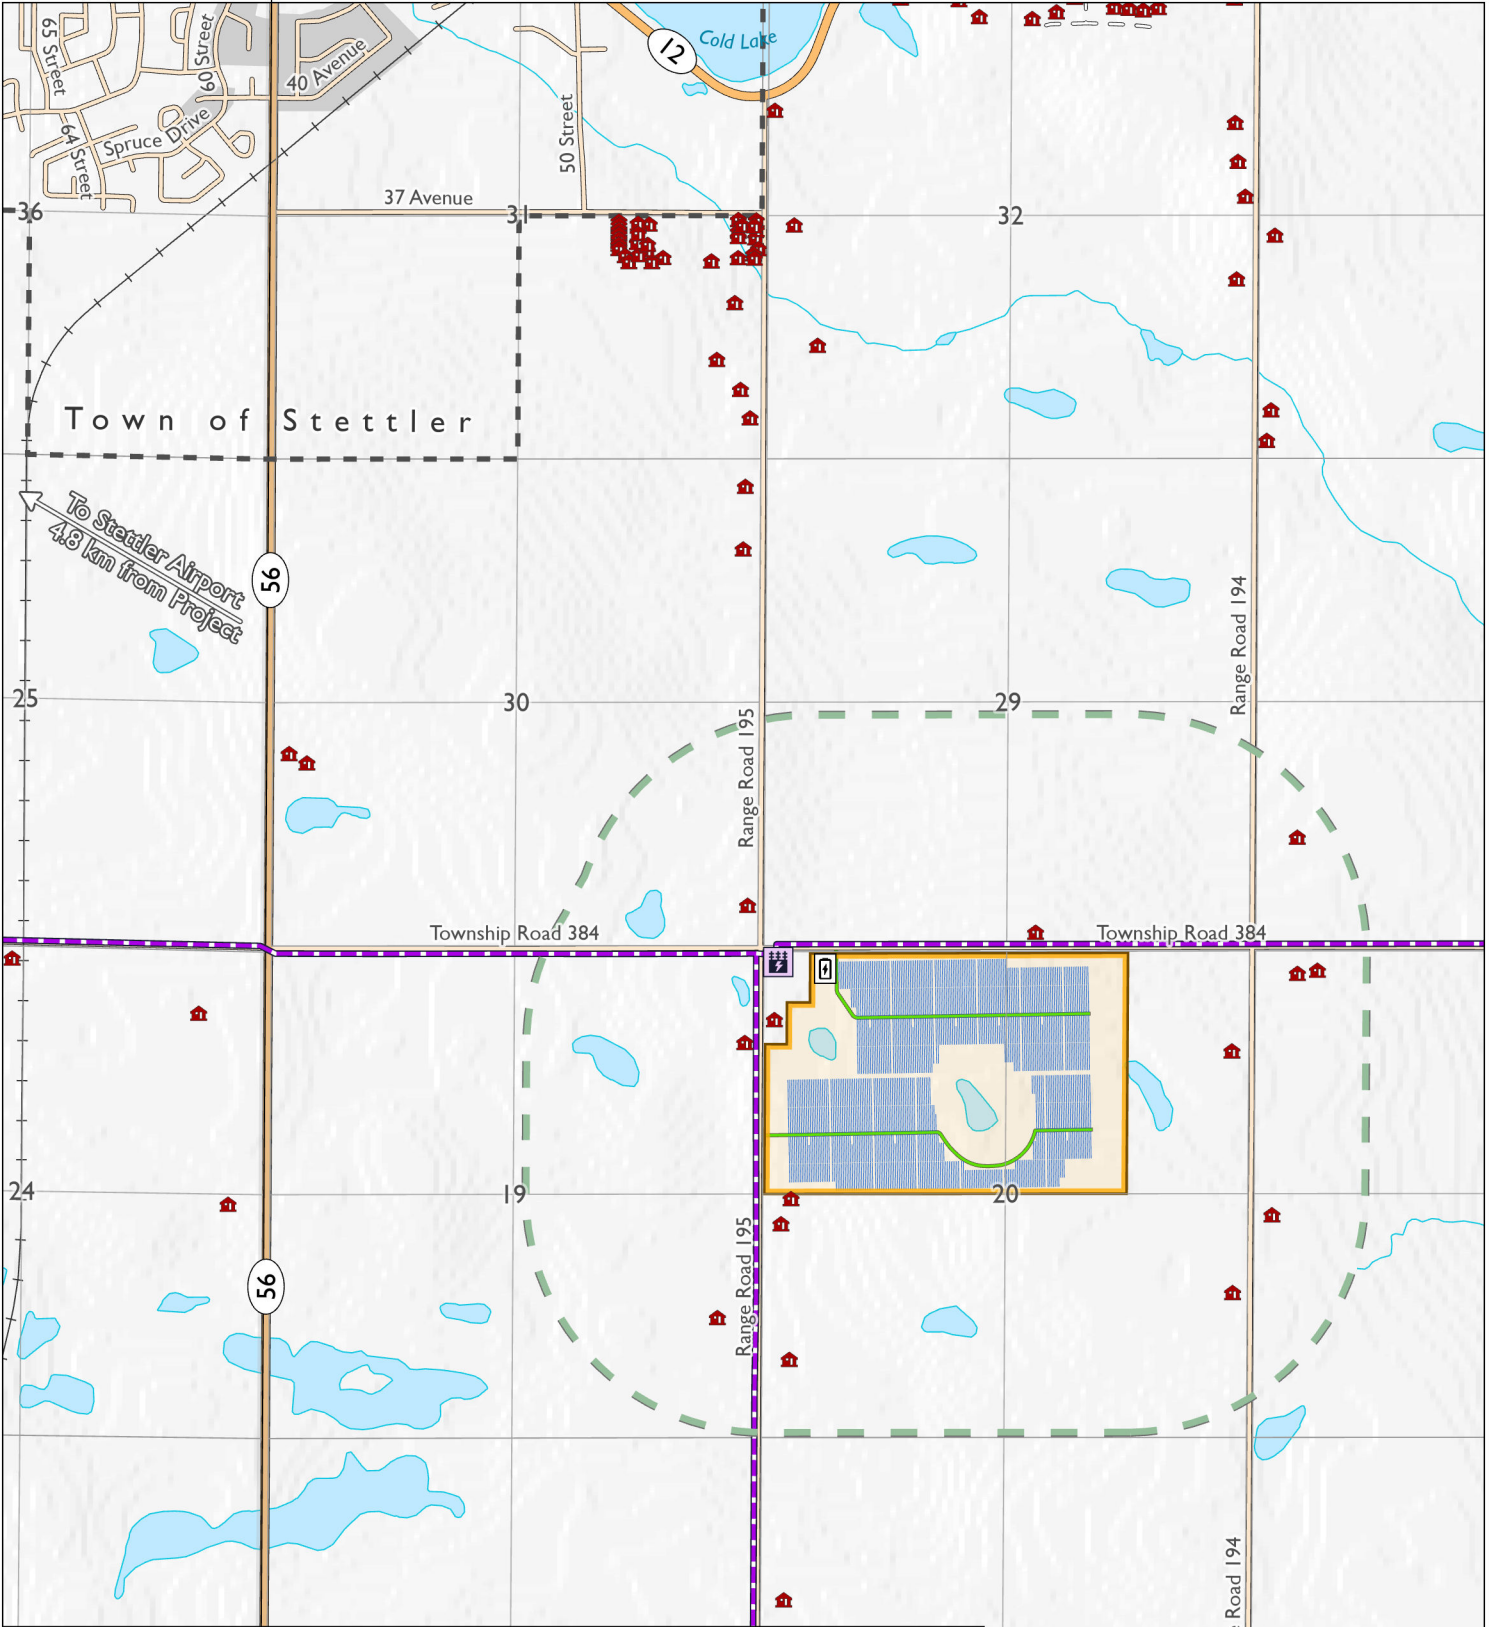 65 Street
60 Street
40 Avenue
Cold Lake
12
64 Street
Spruce Drive
50 Street
37 Avenue
36
31
32
Town of Stettler
To Stettler Airport
4.8 km from Project
56
Range Road 194
25
30
29
Range Road 195
Township Road 384
Township Road 384
24
19
20
Range Road 195
56
Road 194